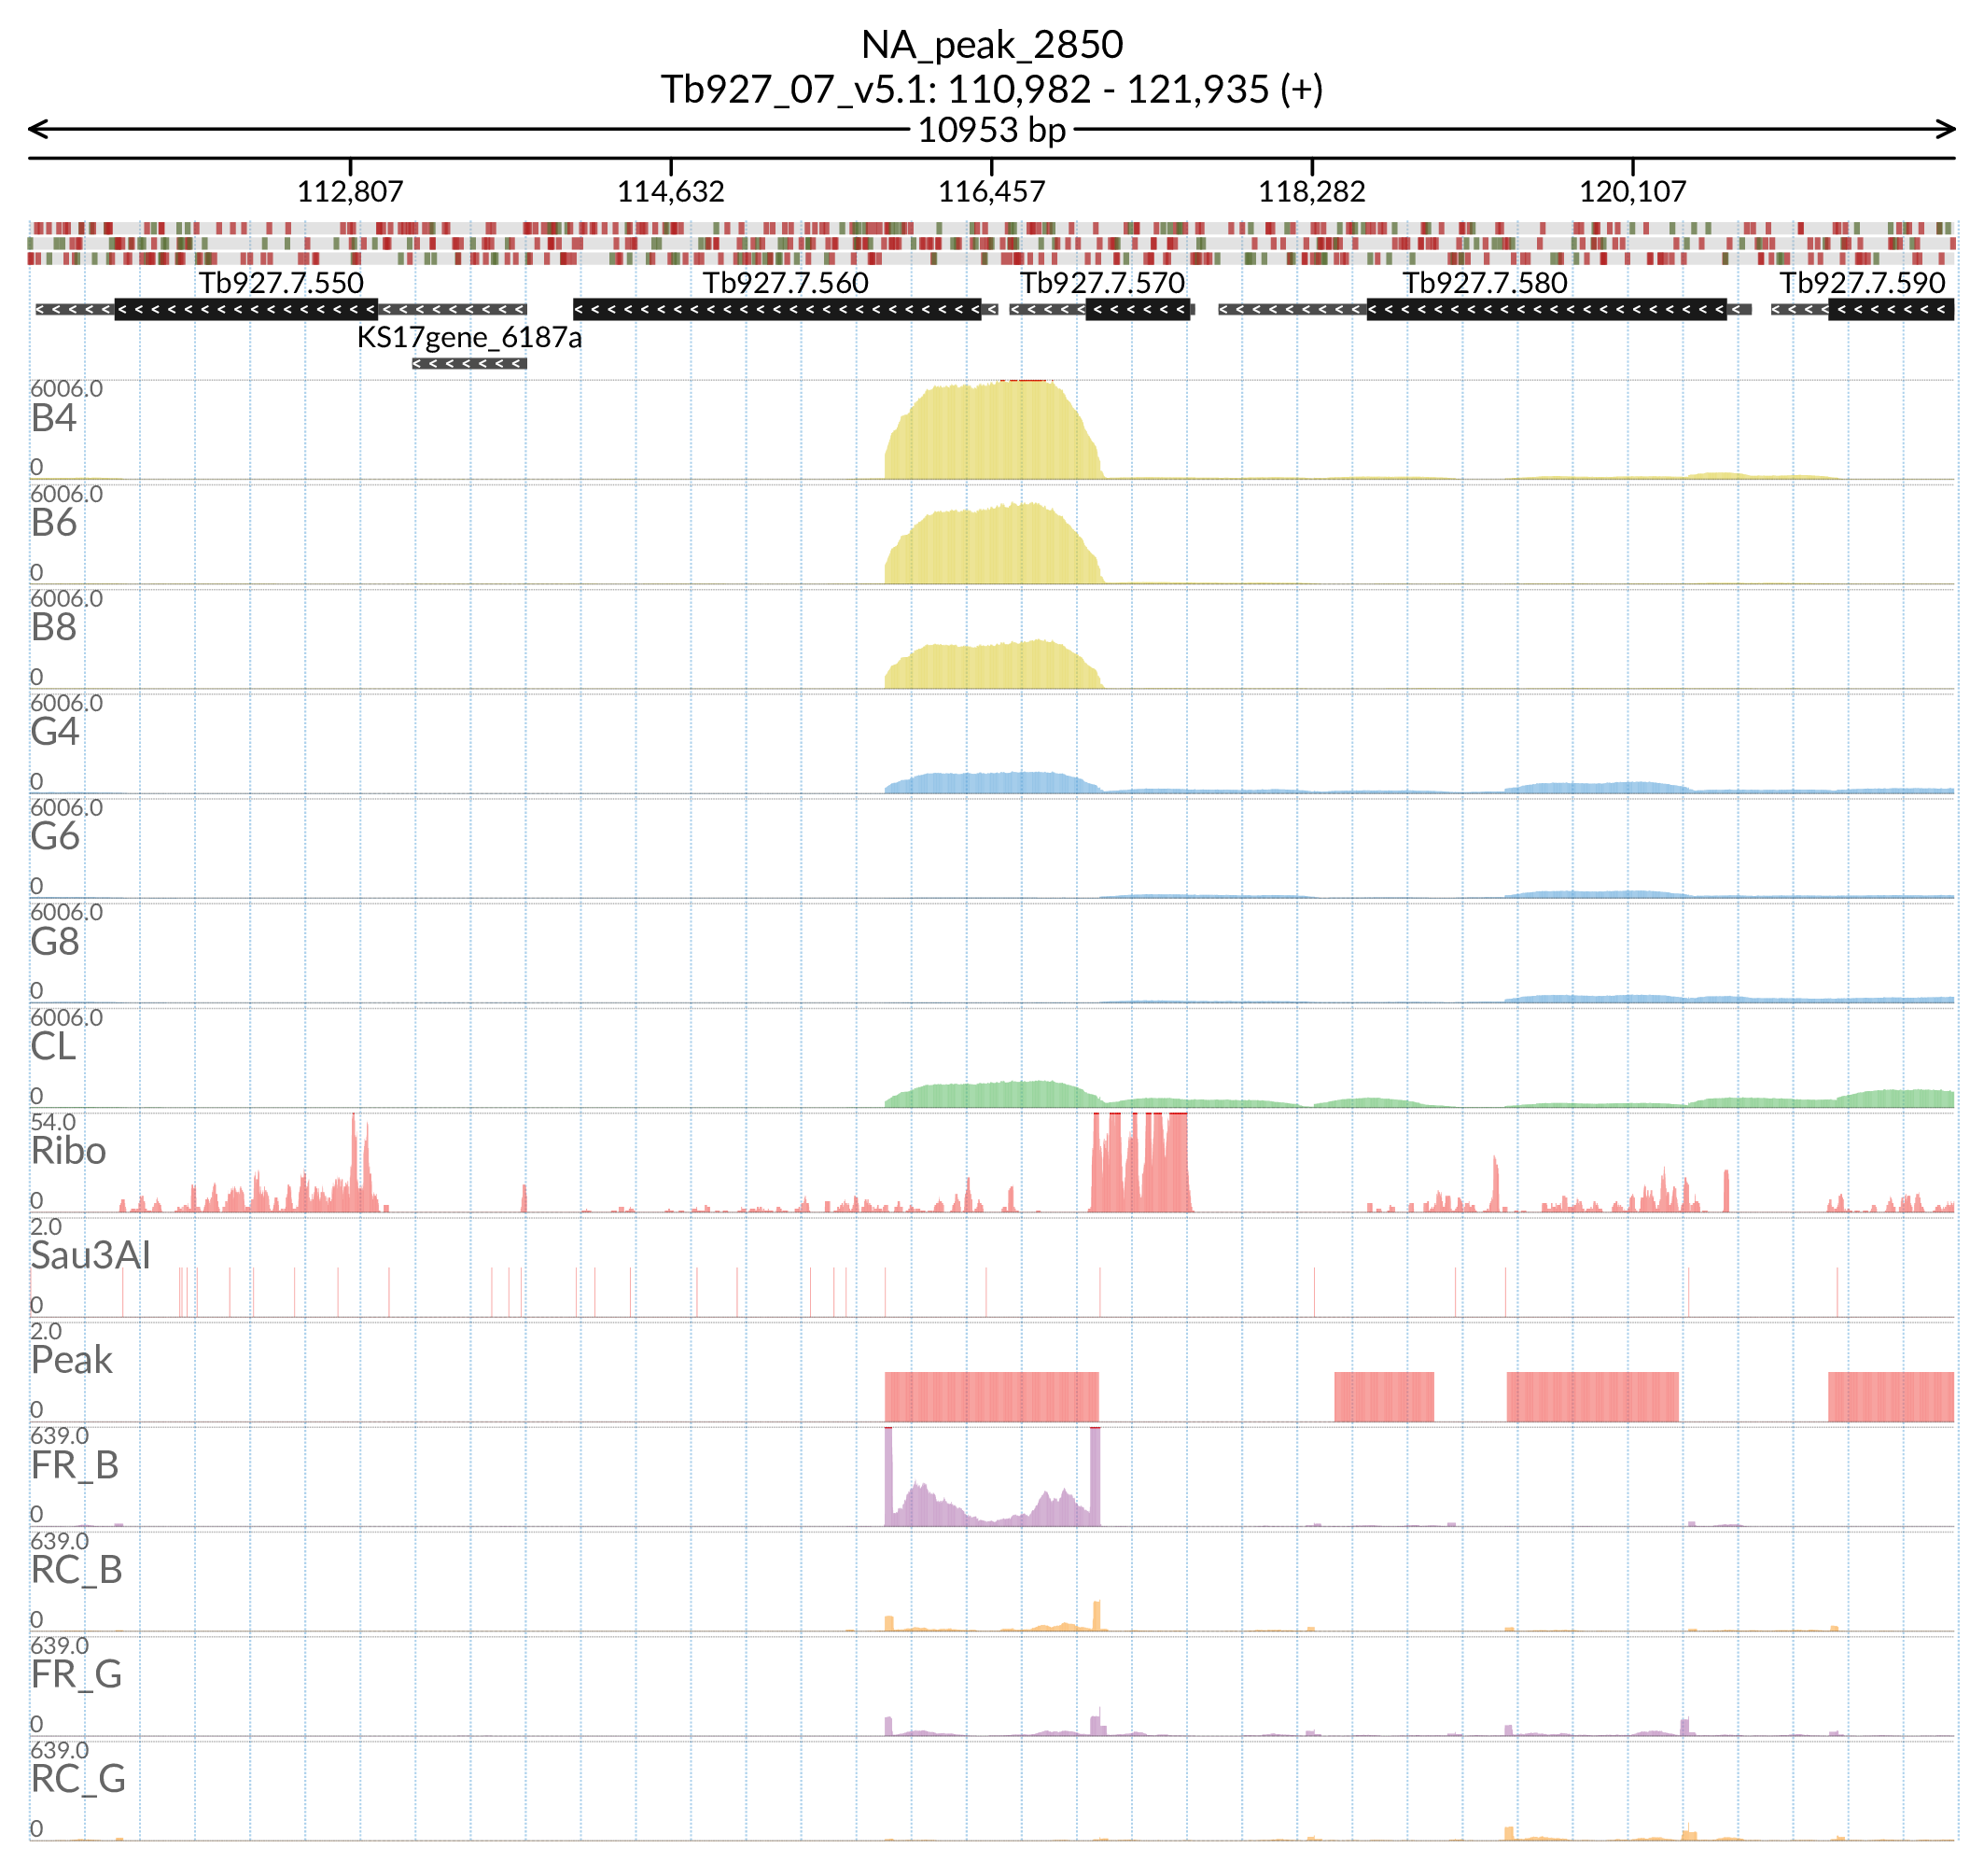 NA_peak_2850
Tb927_07_v5.1: 110,982 - 121,935 (+)
10953 bp
112,807 114,632 116,457 118,282 120,107
Tb927.7.550 Tb927.7.560 Tb927.7.570 Tb927.7.580 Tb927.7.590
KS17gene_6187a
6006.0
B4
0
6006.0
B6
0
6006.0
B8
0
6006.0
G4
0
6006.0
G6
0
6006.0
G8
0
6006.0
CL
0
54.0
Ribo
0
2.0
Sau3AI
0
2.0
Peak
0
639.0
FR_B
0
639.0
RC_B
0
639.0
FR_G
0
639.0
RC_G
0